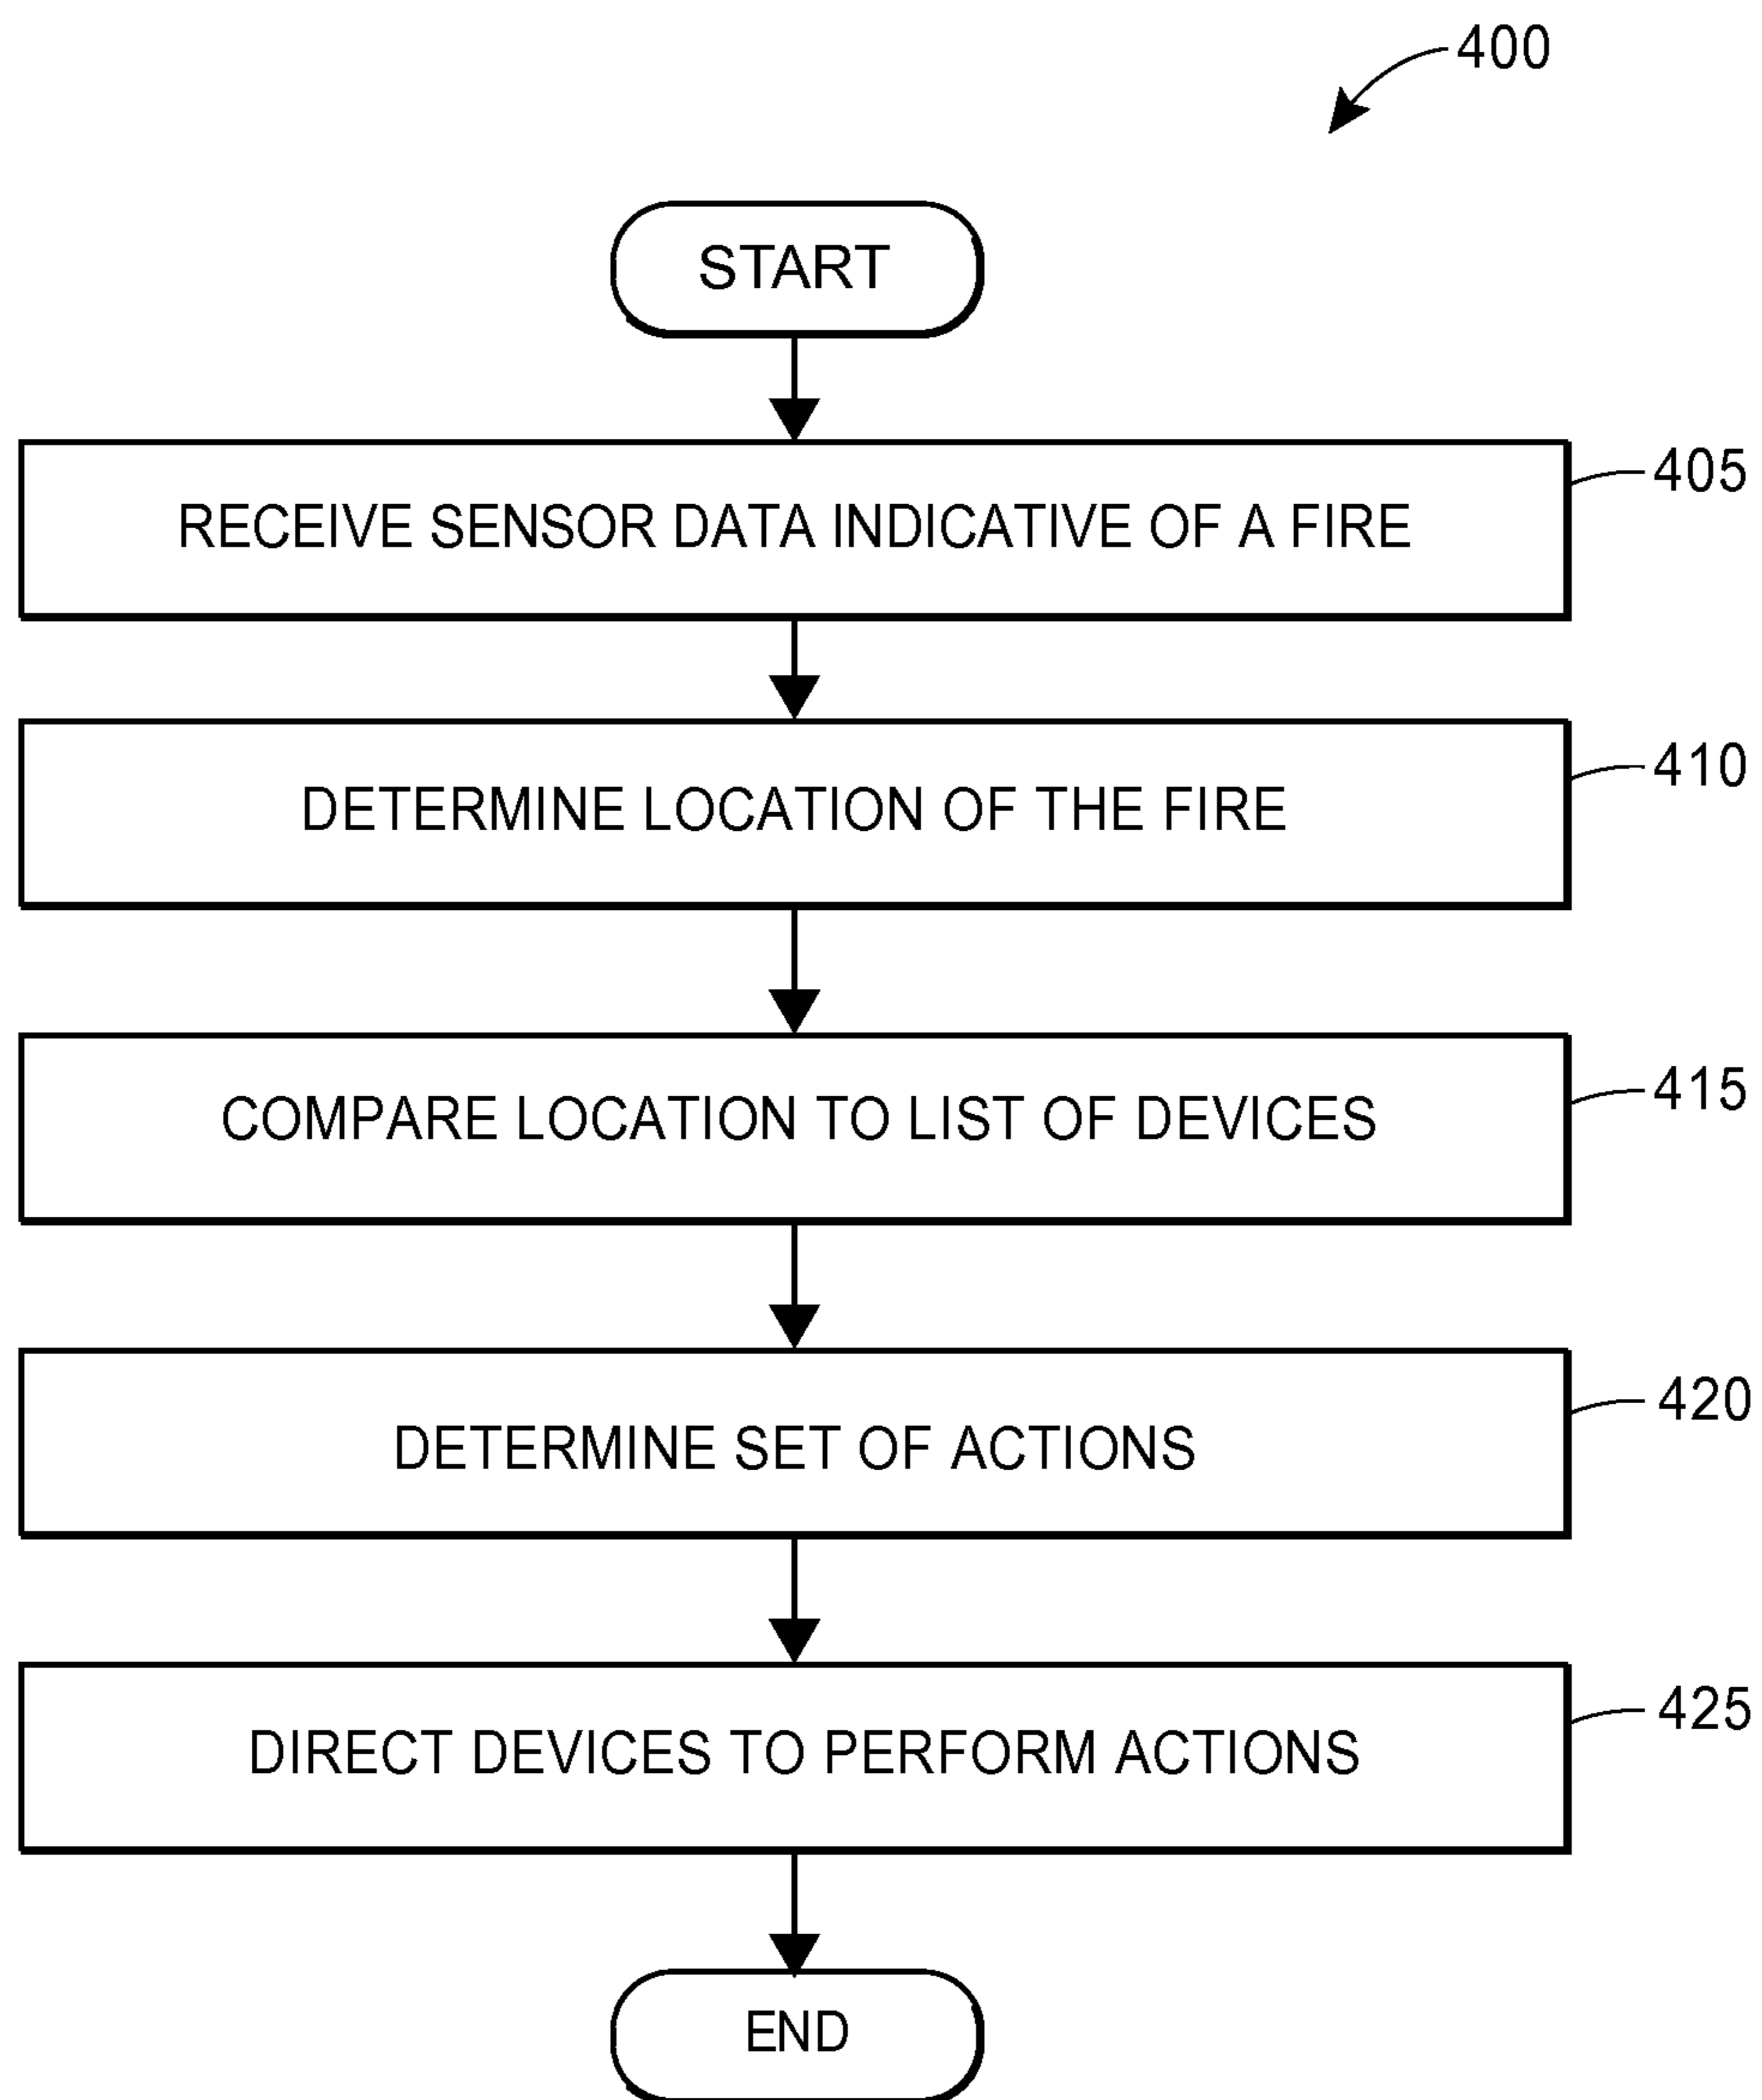 400
START
RECEIVE SENSOR DATA INDICATIVE OF A FIRE
405
DETERMINE LOCATION OF THE FIRE
410
COMPARE LOCATION TO LIST OF DEVICES
415
DETERMINE SET OF ACTIONS
420
DIRECT DEVICES TO PERFORM ACTIONS
425
END